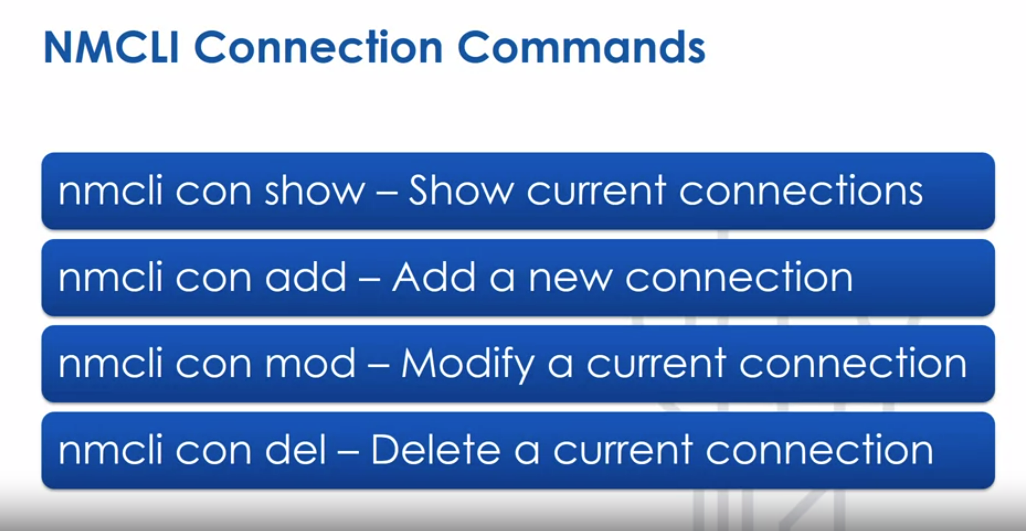 NMCLI Connection Commands
nmcli con show – Show current connections
nmcli con add – Add a new connection
nmcli con mod – Modify a current connection
nmcli con del – Delete a current connection